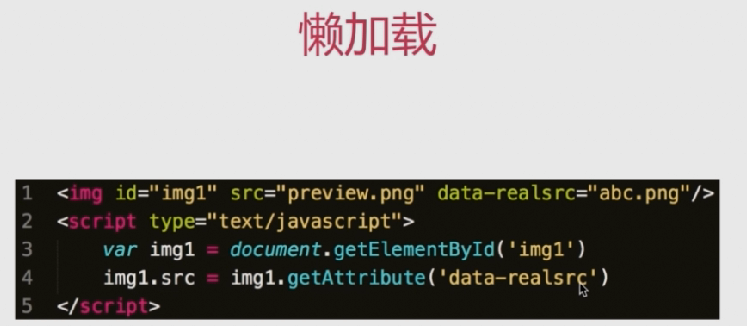 懒加载
1 <img id="img1" src="preview.png" data-realsrc="abc.png"/>
2 <script type="text/javascript">
3 var img1 = document.getElementById('img1')
4 img1.src = img1.getAttribute('data-realsrc')
5 </script>